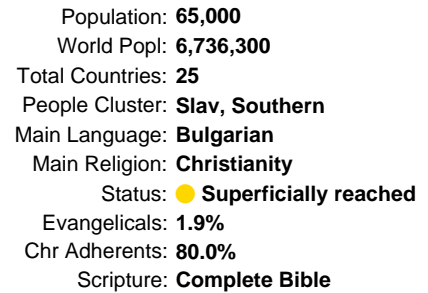 Population: 65,000
World Popl: 6,736,300
Total Countries: 25
People Cluster: Slav, Southern
Main Language: Bulgarian
Main Religion: Christianity
Status: Superficially reached
Evangelicals: 1.9%
Chr Adherents: 80.0%
Scripture: Complete Bible